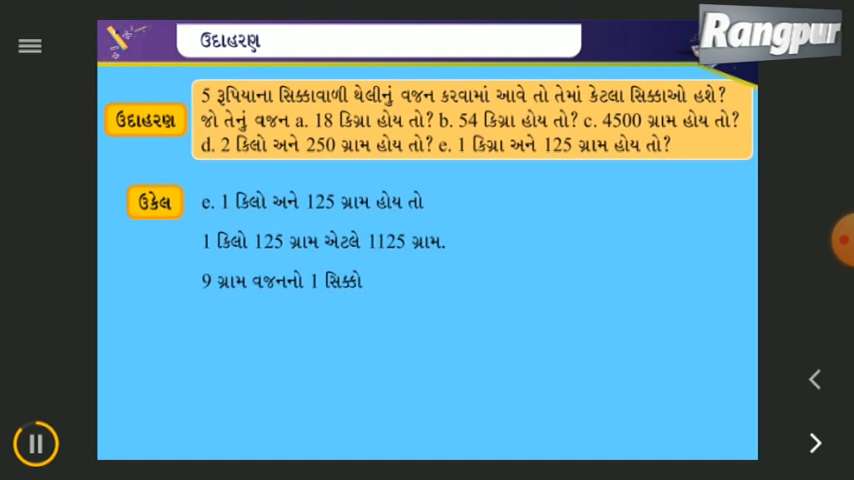 ઉદાહરણ
Rangpur
ઉદાહરણ
5 રૂપિયાના સિક્કાવાળી થેલીનું વજન કરવામાં આવે તો તેમાં કેટલા સિક્કાઓ હશે?
જો તેનું વજન a. 18 કિગ્રા હોય તો? b. 54 કિગ્રા હોય તો? c. 4500 ગ્રામ હોય તો?
d. 2 કિલો અને 250 ગ્રામ હોય તો? e. 1 કિગ્રા અને 125 ગ્રામ હોય તો?
ઉકેલ
e. 1 કિલો અને 125 ગ્રામ હોય તો
1 કિલો 125 ગ્રામ એટલે 1125 ગ્રામ.
9 ગ્રામ વજનનો 1 સિક્કો